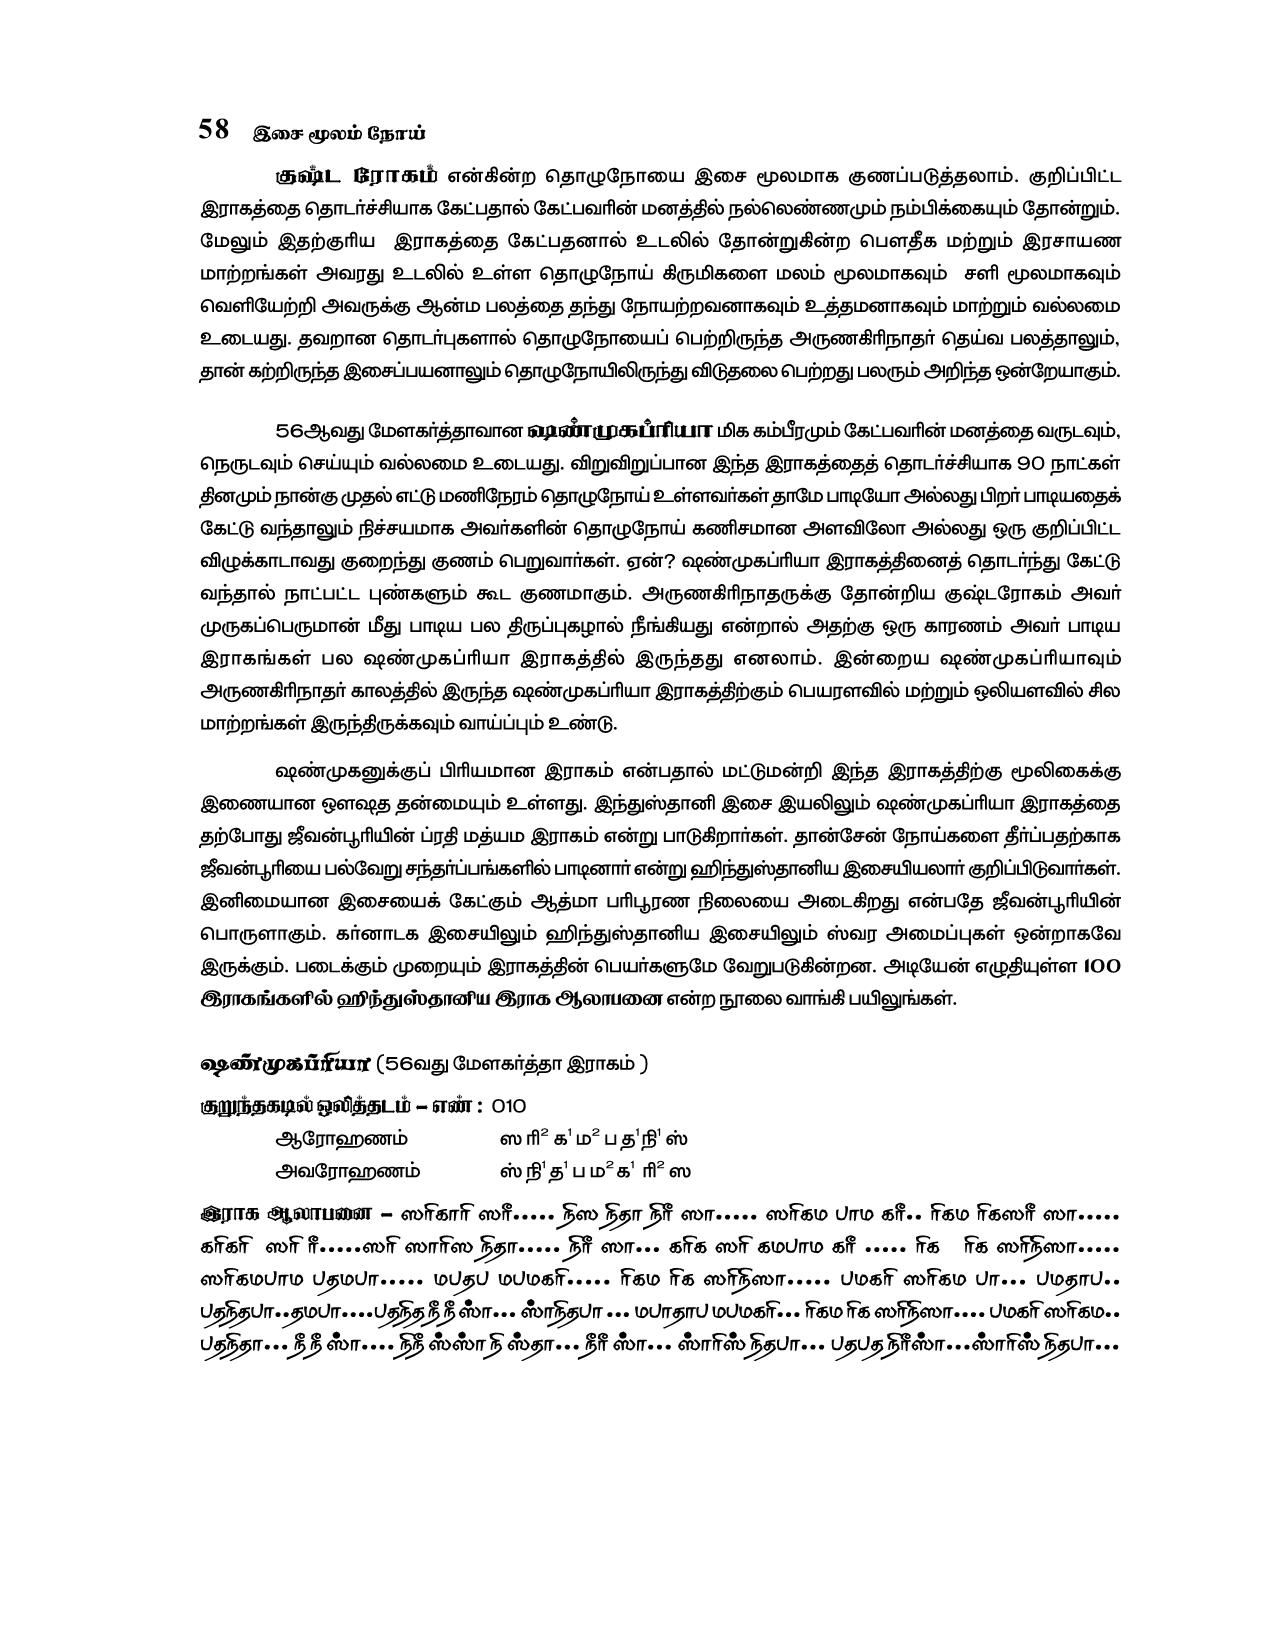 58 இசை மூலம் நோய்
குஷ்ட ரோகம் என்கின்ற தொழுநோயை இசை மூலமாக குணப்படுத்தலாம். குறிப்பிட்ட
இராகத்தை தொடர்ச்சியாக கேட்பதால் கேட்பவரின் மனத்தில் நல்லெண்ணமும் நம்பிக்கையும் தோன்றும்.
மேலும் இதற்குரிய இராகத்தை கேட்பதனால் உடலில் தோன்றுகின்ற பௌதீக மற்றும் இரசாயண
மாற்றங்கள் அவரது உடலில் உள்ள தொழுநோய் கிருமிகளை மலம் மூலமாகவும் சளி மூலமாகவும்
வெளியேற்றி அவருக்கு ஆன்ம பலத்தை தந்து நோயற்றவனாகவும் உத்தமனாகவும் மாற்றும் வல்லமை
உடையது. தவறான தொடர்புகளால் தொழுநோயைப் பெற்றிருந்த அருணகிரிநாதர் தெய்வ பலத்தாலும்,
தான் கற்றிருந்த இசைப்பயனாலும் தொழுநோயிலிருந்து விடுதலை பெற்றது பலரும் அறிந்த ஒன்றேயாகும்.
56ஆவது மேளகர்த்தாவான ஷண்முகப்ரியா மிக கம்பீரமும் கேட்பவரின் மனத்தை வருடவும்,
நெருடவும் செய்யும் வல்லமை உடையது. விறுவிறுப்பான இந்த இராகத்தைத் தொடர்ச்சியாக 90 நாட்கள்
தினமும் நான்கு முதல் எட்டு மணிநேரம் தொழுநோய் உள்ளவர்கள் தாமே பாடியோ அல்லது பிறர் பாடியதைக்
கேட்டு வந்தாலும் நிச்சயமாக அவர்களின் தொழுநோய் கணிசமான அளவிலோ அல்லது ஒரு குறிப்பிட்ட
விழுக்காடாவது குறைந்து குணம் பெறுவார்கள். ஏன்? ஷண்முகப்ரியா இராகத்தினைத் தொடர்ந்து கேட்டு
வந்தால் நாட்பட்ட புண்களும் கூட குணமாகும். அருணகிரிநாதருக்கு தோன்றிய குஷ்டரோகம் அவர்
முருகப்பெருமான் மீது பாடிய பல திருப்புகழால் நீங்கியது என்றால் அதற்கு ஒரு காரணம் அவர் பாடிய
இராகங்கள் பல ஷண்முகப்ரியா இராகத்தில் இருந்தது எனலாம். இன்றைய ஷண்முகப்ரியாவும்
அருணகிரிநாதர் காலத்தில் இருந்த ஷண்முகப்ரியா இராகத்திற்கும் பெயரளவில் மற்றும் ஒலியளவில் சில
மாற்றங்கள் இருந்திருக்கவும் வாய்ப்பும் உண்டு.
ஷண்முகனுக்குப் பிரியமான இராகம் என்பதால் மட்டுமன்றி இந்த இராகத்திற்கு மூலிகைக்கு
இணையான ஔஷத தன்மையும் உள்ளது. இந்துஸ்தானி இசை இயலிலும் ஷண்முகப்ரியா இராகத்தை
தற்போது ஜீவன்பூரியின் ப்ரதி மத்யம இராகம் என்று பாடுகிறார்கள். தான்சேன் நோய்களை தீர்ப்பதற்காக
ஜீவன்பூரியை பல்வேறு சந்தர்ப்பங்களில் பாடினார் என்று ஹிந்துஸ்தானிய இசையியலார் குறிப்பிடுவார்கள்.
இனிமையான இசையைக் கேட்கும் ஆத்மா பரிபூரண நிலையை அடைகிறது என்பதே ஜீவன்பூரியின்
பொருளாகும். கர்னாடக இசையிலும் ஹிந்துஸ்தானிய இசையிலும் ஸ்வர அமைப்புகள் ஒன்றாகவே
இருக்கும். படைக்கும் முறையும் இராகத்தின் பெயர்களுமே வேறுபடுகின்றன. அடியேன் எழுதியுள்ள 100
இராகங்களில் ஹிந்துஸ்தானிய இராக ஆலாபனை என்ற நூலை வாங்கி பயிலுங்கள்.
ஷண்முகப்ரியா (56வது மேளகர்த்தா இராகம் )
குறுந்தகடில் ஒலித்தடம் – எண் : 010
ஆரோஹணம் ஸ ரி² க¹ ம² ப த¹ நி¹ ஸ்
அவரோஹணம் ஸ் நி¹ த¹ ப ம² க¹ ரி² ஸ
இராக ஆலாபனை – ஸரிகாரி ஸரீ..... நிஸ நிதா நிரீ ஸா..... ஸரிகம பாம கரீ.. ரிகம ரிகஸரீ ஸா.....
கரிகரி ஸரி ரீ.....ஸரி ஸாரிஸ நிதா..... நிரீ ஸா... கரிக ஸரி கமபாம கரீ ..... ரிக ரிக ஸரிநிஸா.....
ஸரிகமபாம பதமபா..... மபதப மபமகரி..... ரிகம ரிக ஸரிநிஸா..... பமகரி ஸரிகம பா... பமதாப..
பதநிதபா..தமபா....பதநித நீ நீ ஸ்ா... ஸ்ாநிதபா ... மபாதாப மபமகரி... ரிகம ரிக ஸரிநிஸா.... பமகரி ஸரிகம..
பதநிதா... நீ நீ ஸ்ா.... நிநீ ஸ்ஸ்ா நி ஸ்தா... நீரீ ஸ்ா... ஸ்ாரிஸ் நிதபா... பதபத நிரீஸ்ா...ஸ்ாரிஸ் நிதபா...